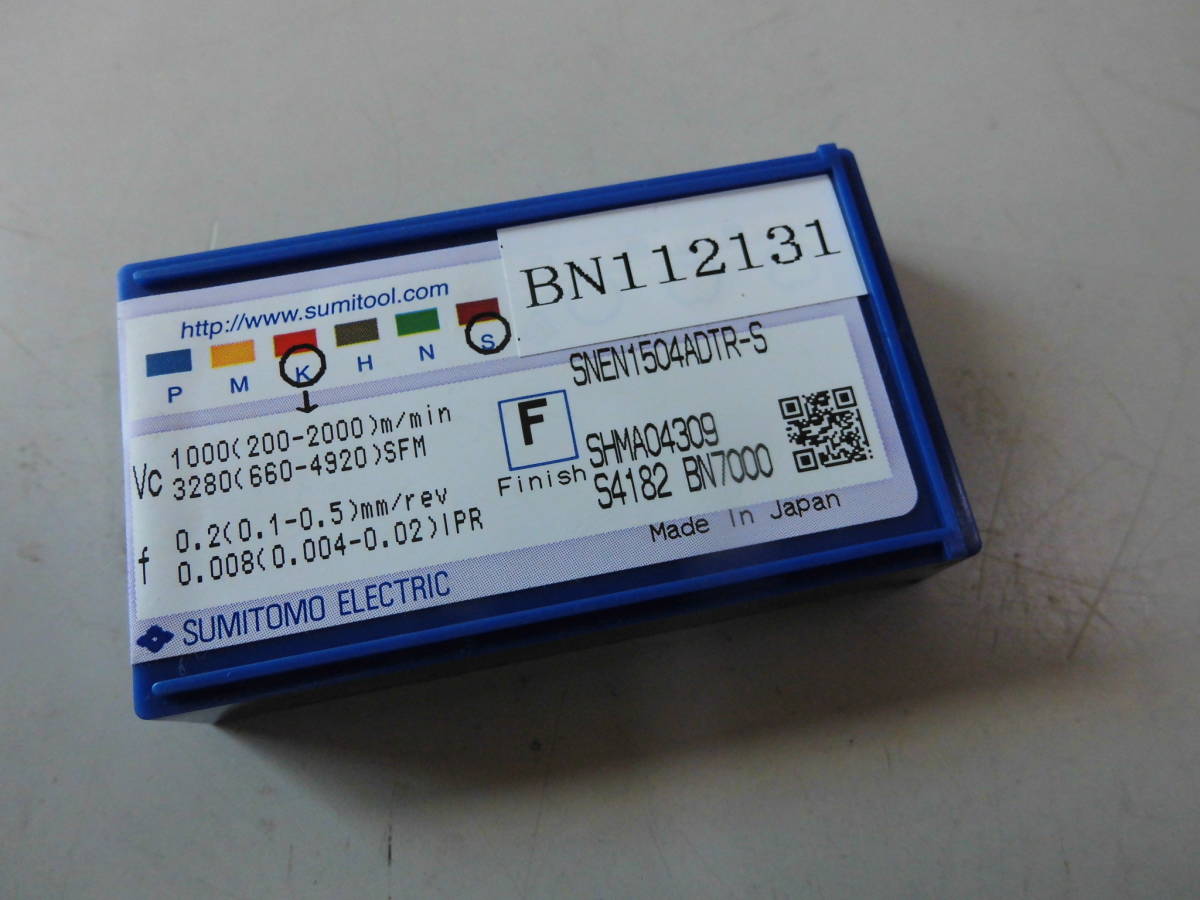 BN112131
http://www.sumitool.com
P M K H N S
Vc 1000(200-2000)m/min
3280(660-4920)SFM
f 0.2(0.1-0.5)mm/rev
0.008(0.004-0.02)IPR
F
Finish
SNEN1504ADTR-S
SHMA04309
S4182 BN7000
Made In Japan
SUMITOMO ELECTRIC